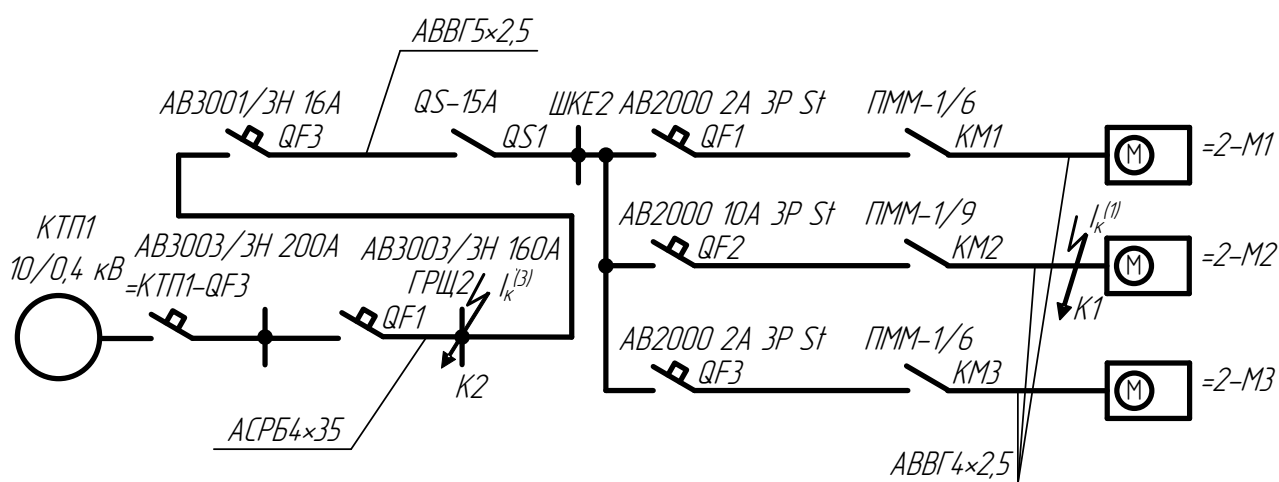 АВВГ5×2,5
АВ3001/3Н 16А
QS-15А
ШКЕ2
АВ2000 2А 3Р St
ПММ-1/6
QF3
QS1
QF1
КМ1
М
=2-М1
АВ2000 10А 3Р St
ПММ-1/9
Iк(1)
КТП1
10/0,4 кВ
АВ3003/3Н 200А
=КТП1-QF3
АВ3003/3Н 160А
ГРЩ2
Iк(3)
QF2
КМ2
М
=2-М2
К1
QF1
К2
АВ2000 2А 3Р St
ПММ-1/6
QF3
КМ3
М
=2-М3
АСРБ4×35
АВВГ4×2,5